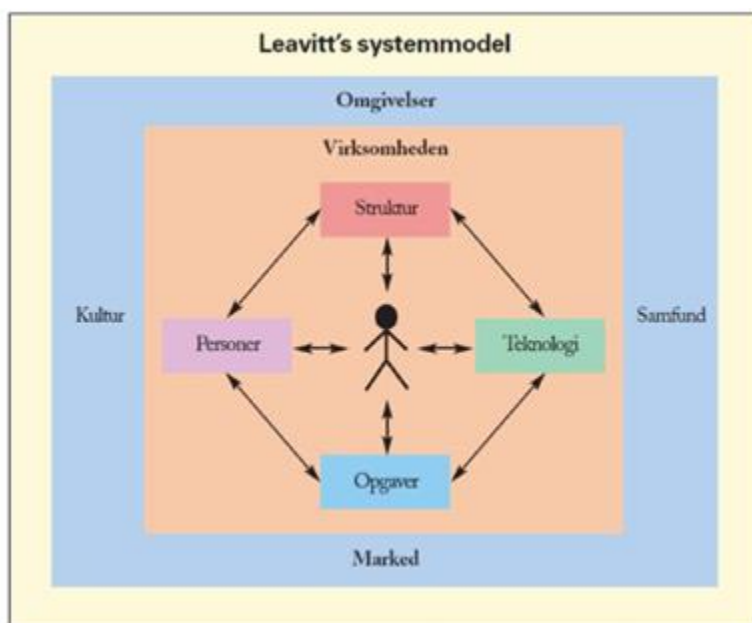 Leavitt's systemmodel
Omgivelser
Virksomheden
Struktur
Kultur
Samfund
Personer
Teknologi
Opgaver
Marked